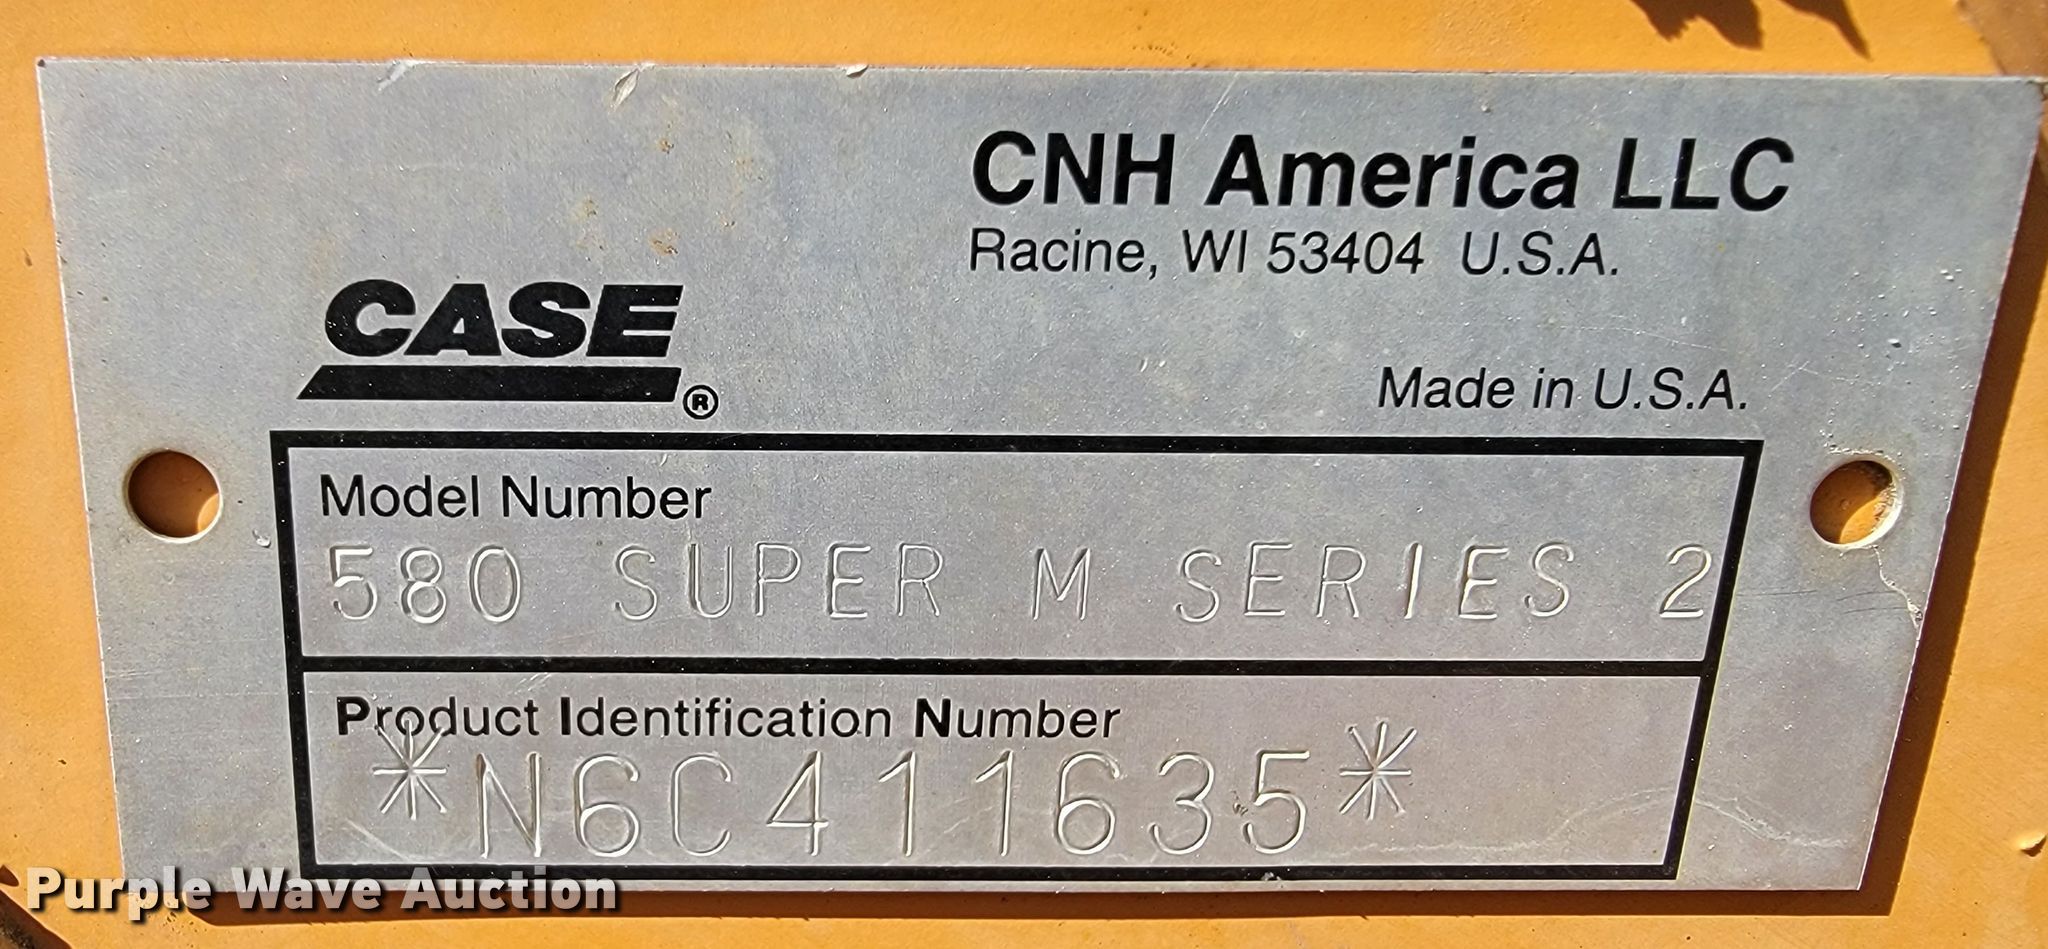 CNH America LLC
Racine, WI 53404 U.S.A.
CASE ®
Made in U.S.A.
Model Number
580 SUPER M SERIES 2
Product Identification Number
*N6C411635*
Purple Wave Auction